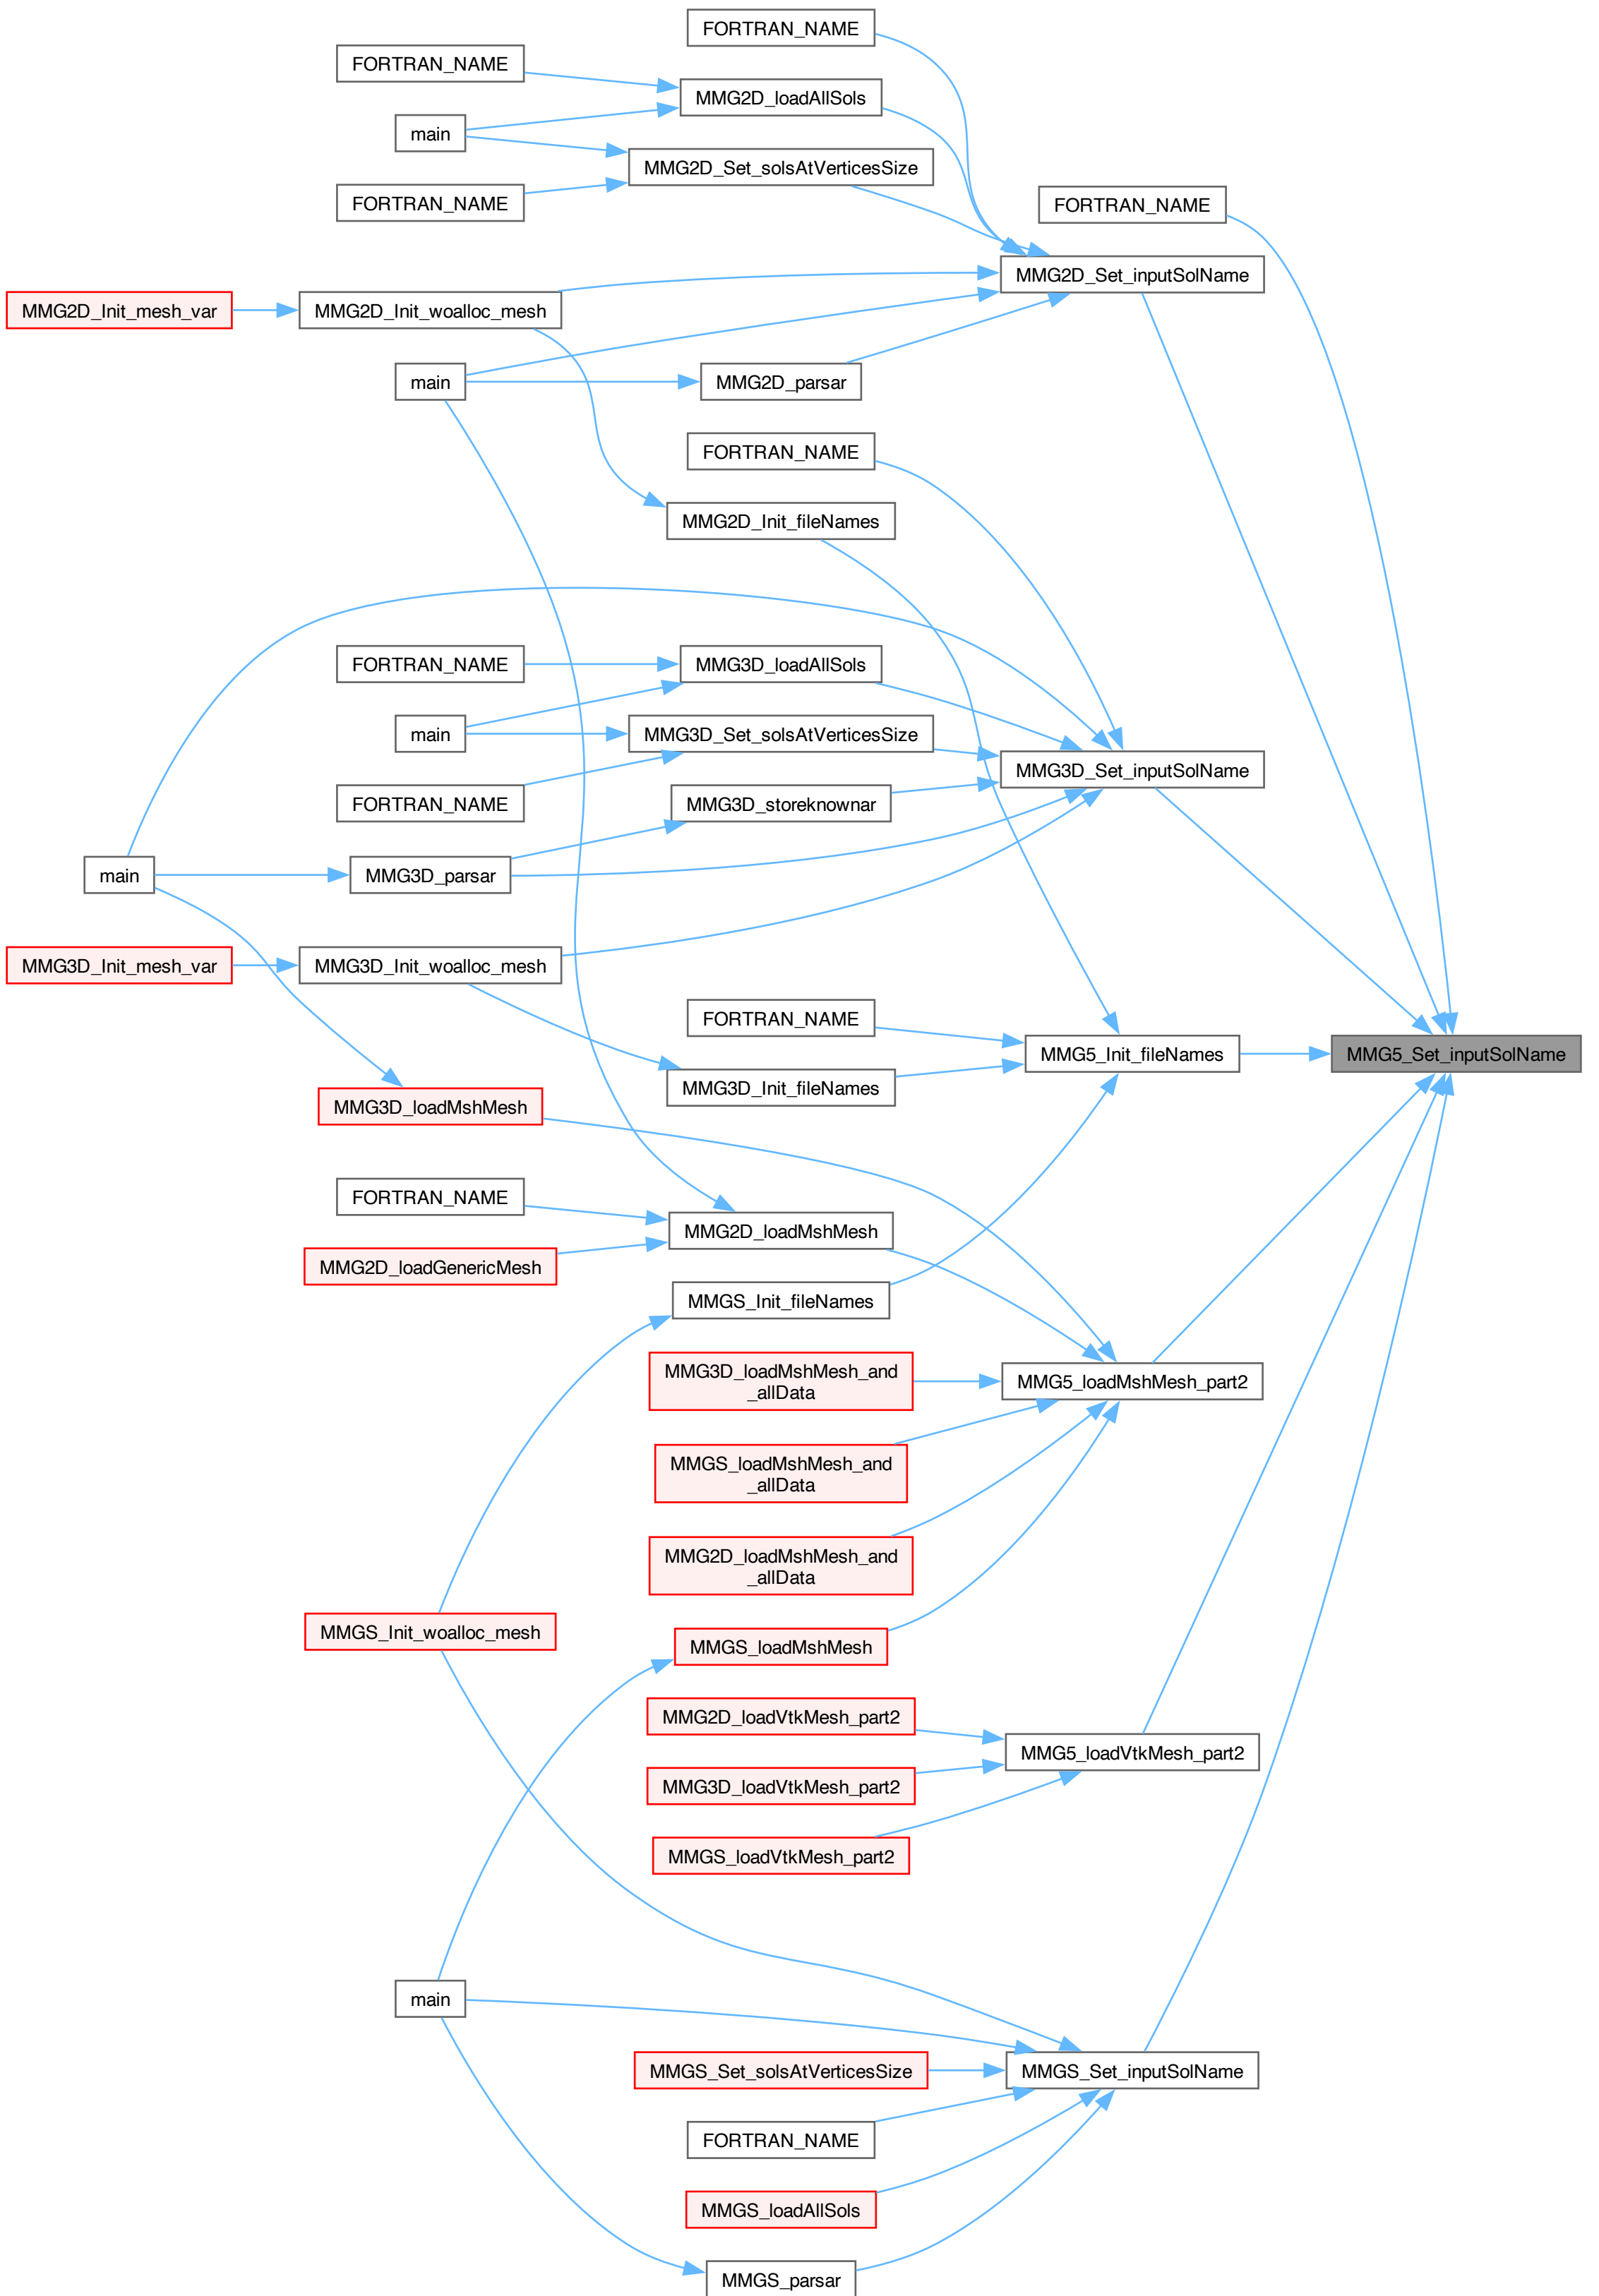 FORTRAN_NAME
FORTRAN_NAME
MMG2D_loadAllSols
main
MMG2D_Set_solsAtVerticesSize
FORTRAN_NAME
FORTRAN_NAME
MMG2D_Set_inputSolName
MMG2D_Init_mesh_var
MMG2D_Init_woalloc_mesh
main
MMG2D_parsar
FORTRAN_NAME
MMG2D_Init_fileNames
FORTRAN_NAME
MMG3D_loadAllSols
main
MMG3D_Set_solsAtVerticesSize
MMG3D_Set_inputSolName
FORTRAN_NAME
MMG3D_storeknownar
main
MMG3D_parsar
MMG3D_Init_mesh_var
MMG3D_Init_woalloc_mesh
FORTRAN_NAME
MMG5_Init_fileNames
MMG5_Set_inputSolName
MMG3D_Init_fileNames
MMG3D_loadMshMesh
FORTRAN_NAME
MMG2D_loadMshMesh
MMG2D_loadGenericMesh
MMGS_Init_fileNames
MMG3D_loadMshMesh_and
_allData
MMG5_loadMshMesh_part2
MMGS_loadMshMesh_and
_allData
MMG2D_loadMshMesh_and
_allData
MMGS_Init_woalloc_mesh
MMGS_loadMshMesh
MMG2D_loadVtkMesh_part2
MMG5_loadVtkMesh_part2
MMG3D_loadVtkMesh_part2
MMGS_loadVtkMesh_part2
main
MMGS_Set_solsAtVerticesSize
MMGS_Set_inputSolName
FORTRAN_NAME
MMGS_loadAllSols
MMGS_parsar